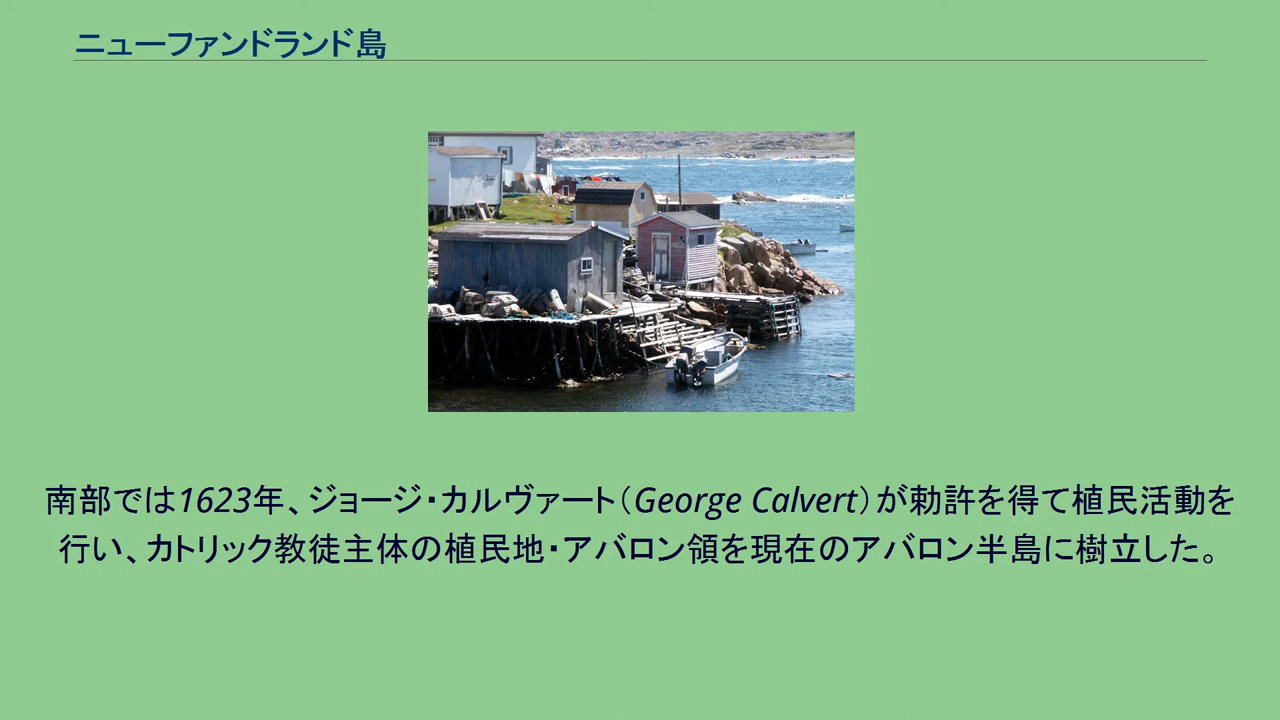 ニューファンドランド島
南部では1623年、ジョージ・カルヴァート（George Calvert）が勅許を得て植民活動を
行い、カトリック教徒主体の植民地・アバロン領を現在のアバロン半島に樹立した。